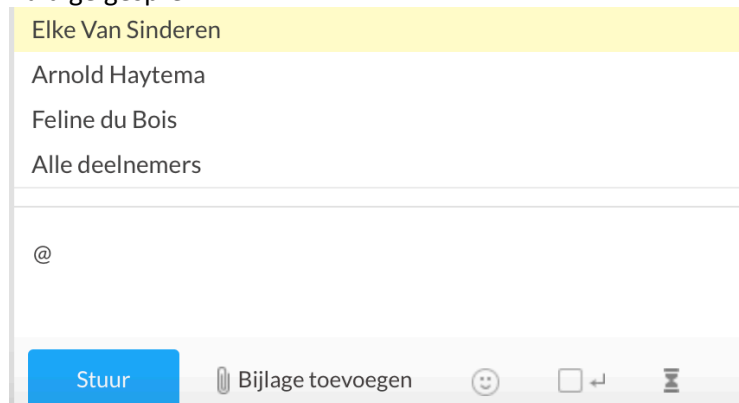 Elke Van Sinderen
Arnold Haytema
Feline du Bois
Alle deelnemers
@
Stuur Bijlage toevoegen